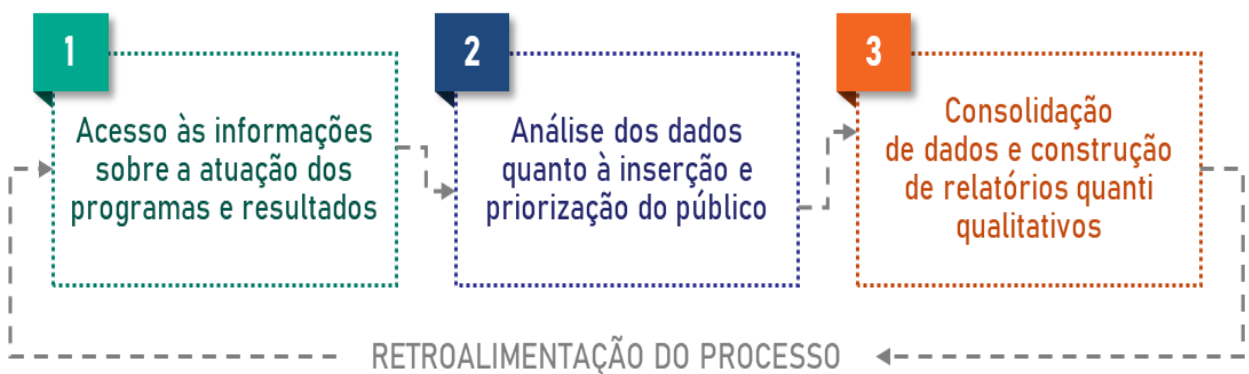 1
Acesso às informações
sobre a atuação dos
programas e resultados
2
Análise dos dados
quanto à inserção e
priorização do público
3
Consolidação
de dados e construção
de relatórios quanti
qualitativos
RETROALIMENTAÇÃO DO PROCESSO